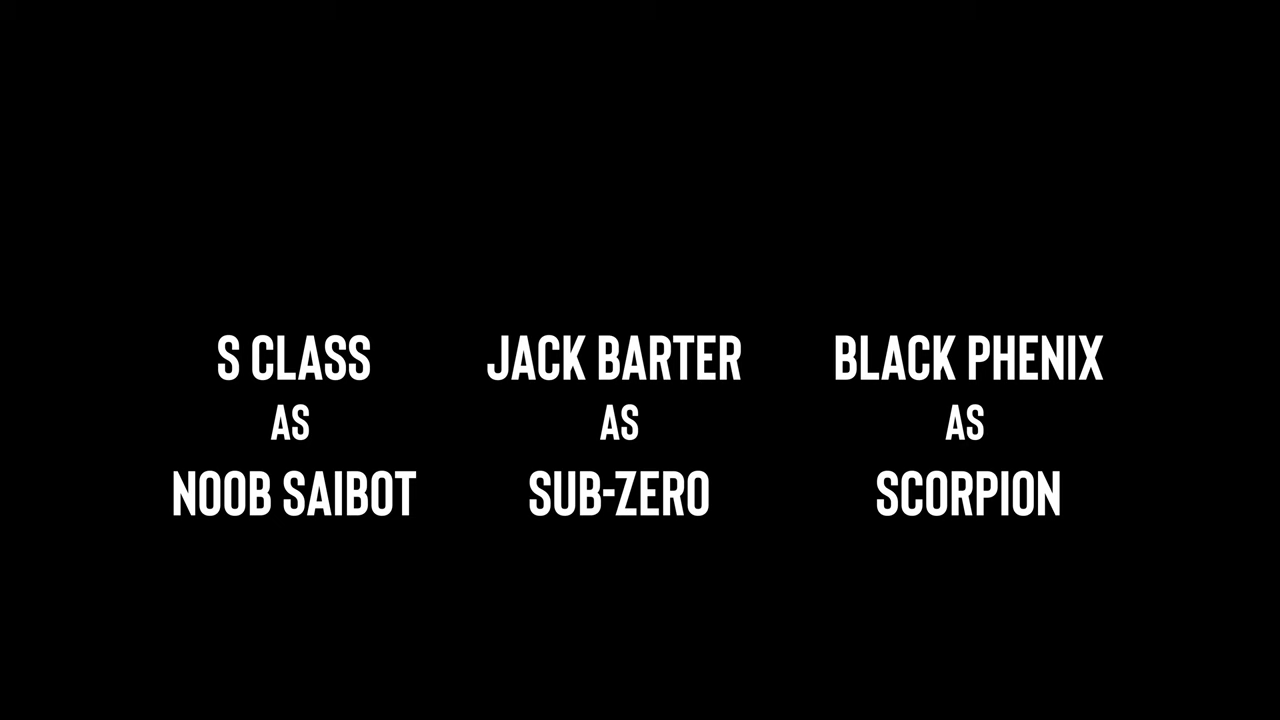 S CLASS
AS
NOOB SAIBOT
JACK BARTER
AS
SUB-ZERO
BLACK PHENIX
AS
SCORPION